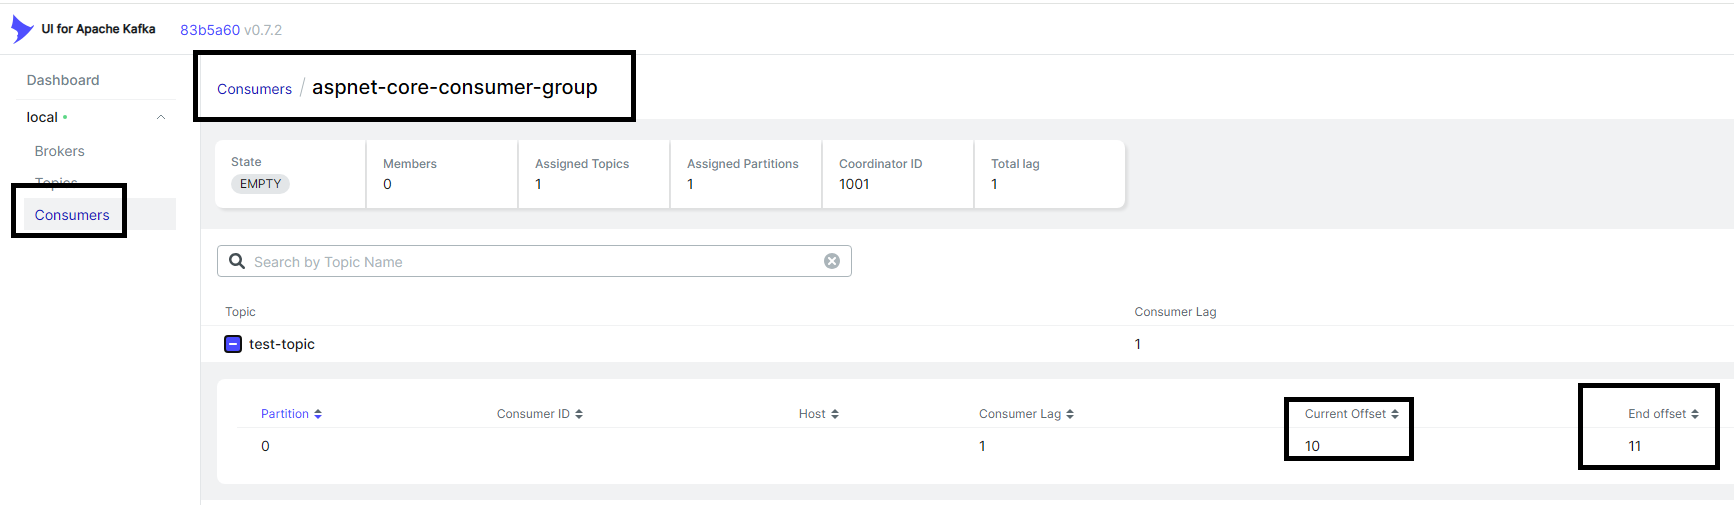 UI for Apache Kafka 83b5a60 v0.7.2
Dashboard
local
Brokers
Topics
Consumers
Consumers / aspnet-core-consumer-group
State Members Assigned Topics Assigned Partitions Coordinator ID Total lag
EMPTY 0 1 1 1001 1
Search by Topic Name
Topic Consumer Lag
test-topic 1
Partition Consumer ID Host Consumer Lag Current Offset End offset
0 1 10 11